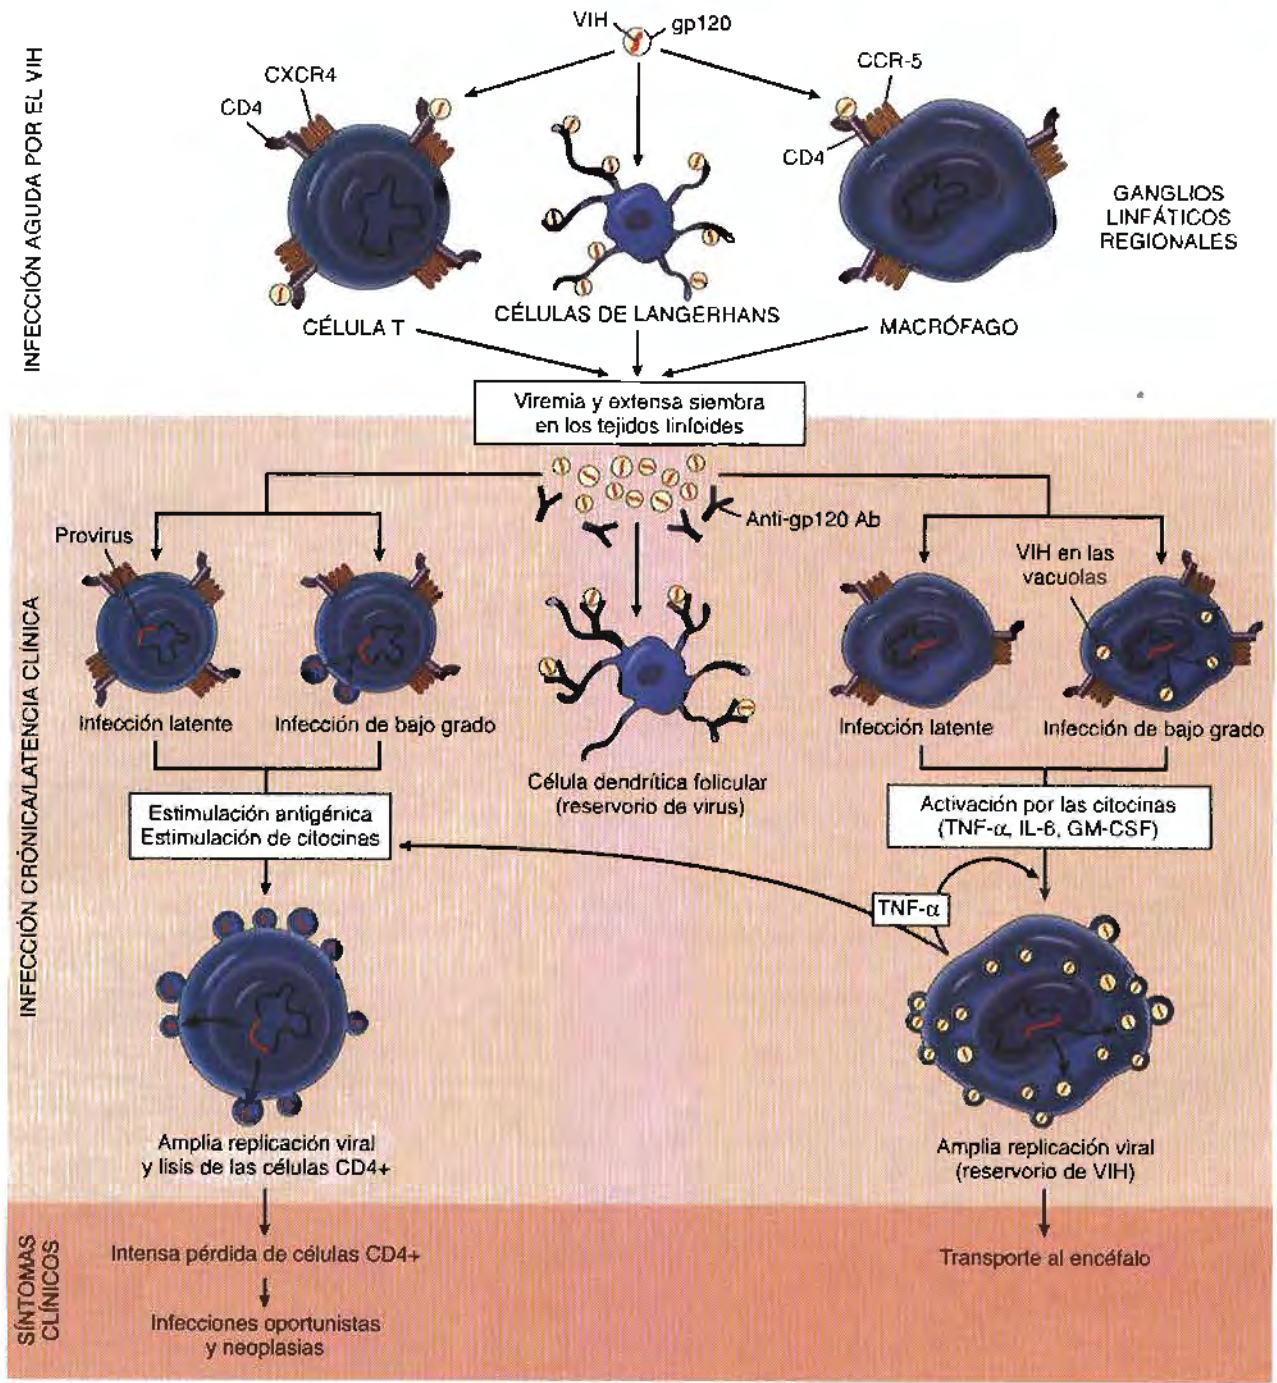 INFECCIÓN AGUDA POR EL VIH
VIH
gp120
CXCR4
CD4
CCR-5
CD4
GANGLIOS
LINFÁTICOS
REGIONALES
CÉLULA T
CÉLULAS DE LANGERHANS
MACRÓFAGO
Viremia y extensa siembra
en los tejidos linfoides
INFECCIÓN CRÓNICA/LATENCIA CLÍNICA
Provirus
Anti-gp120 Ab
VIH en las
vacuolas
Infección latente
Infección de bajo grado
Célula dendrítica folicular
(reservorio de virus)
Infección latente
Infección de bajo grado
Estimulación antigénica
Estimulación de citocinas
Activación por las citocinas
(TNF-α, IL-6, GM-CSF)
TNF-α
Amplia replicación viral
y lisis de las células CD4+
Amplia replicación viral
(reservorio de VIH)
SÍNTOMAS
CLÍNICOS
Intensa pérdida de células CD4+
Transporte al encéfalo
Infecciones oportunistas
y neoplasias